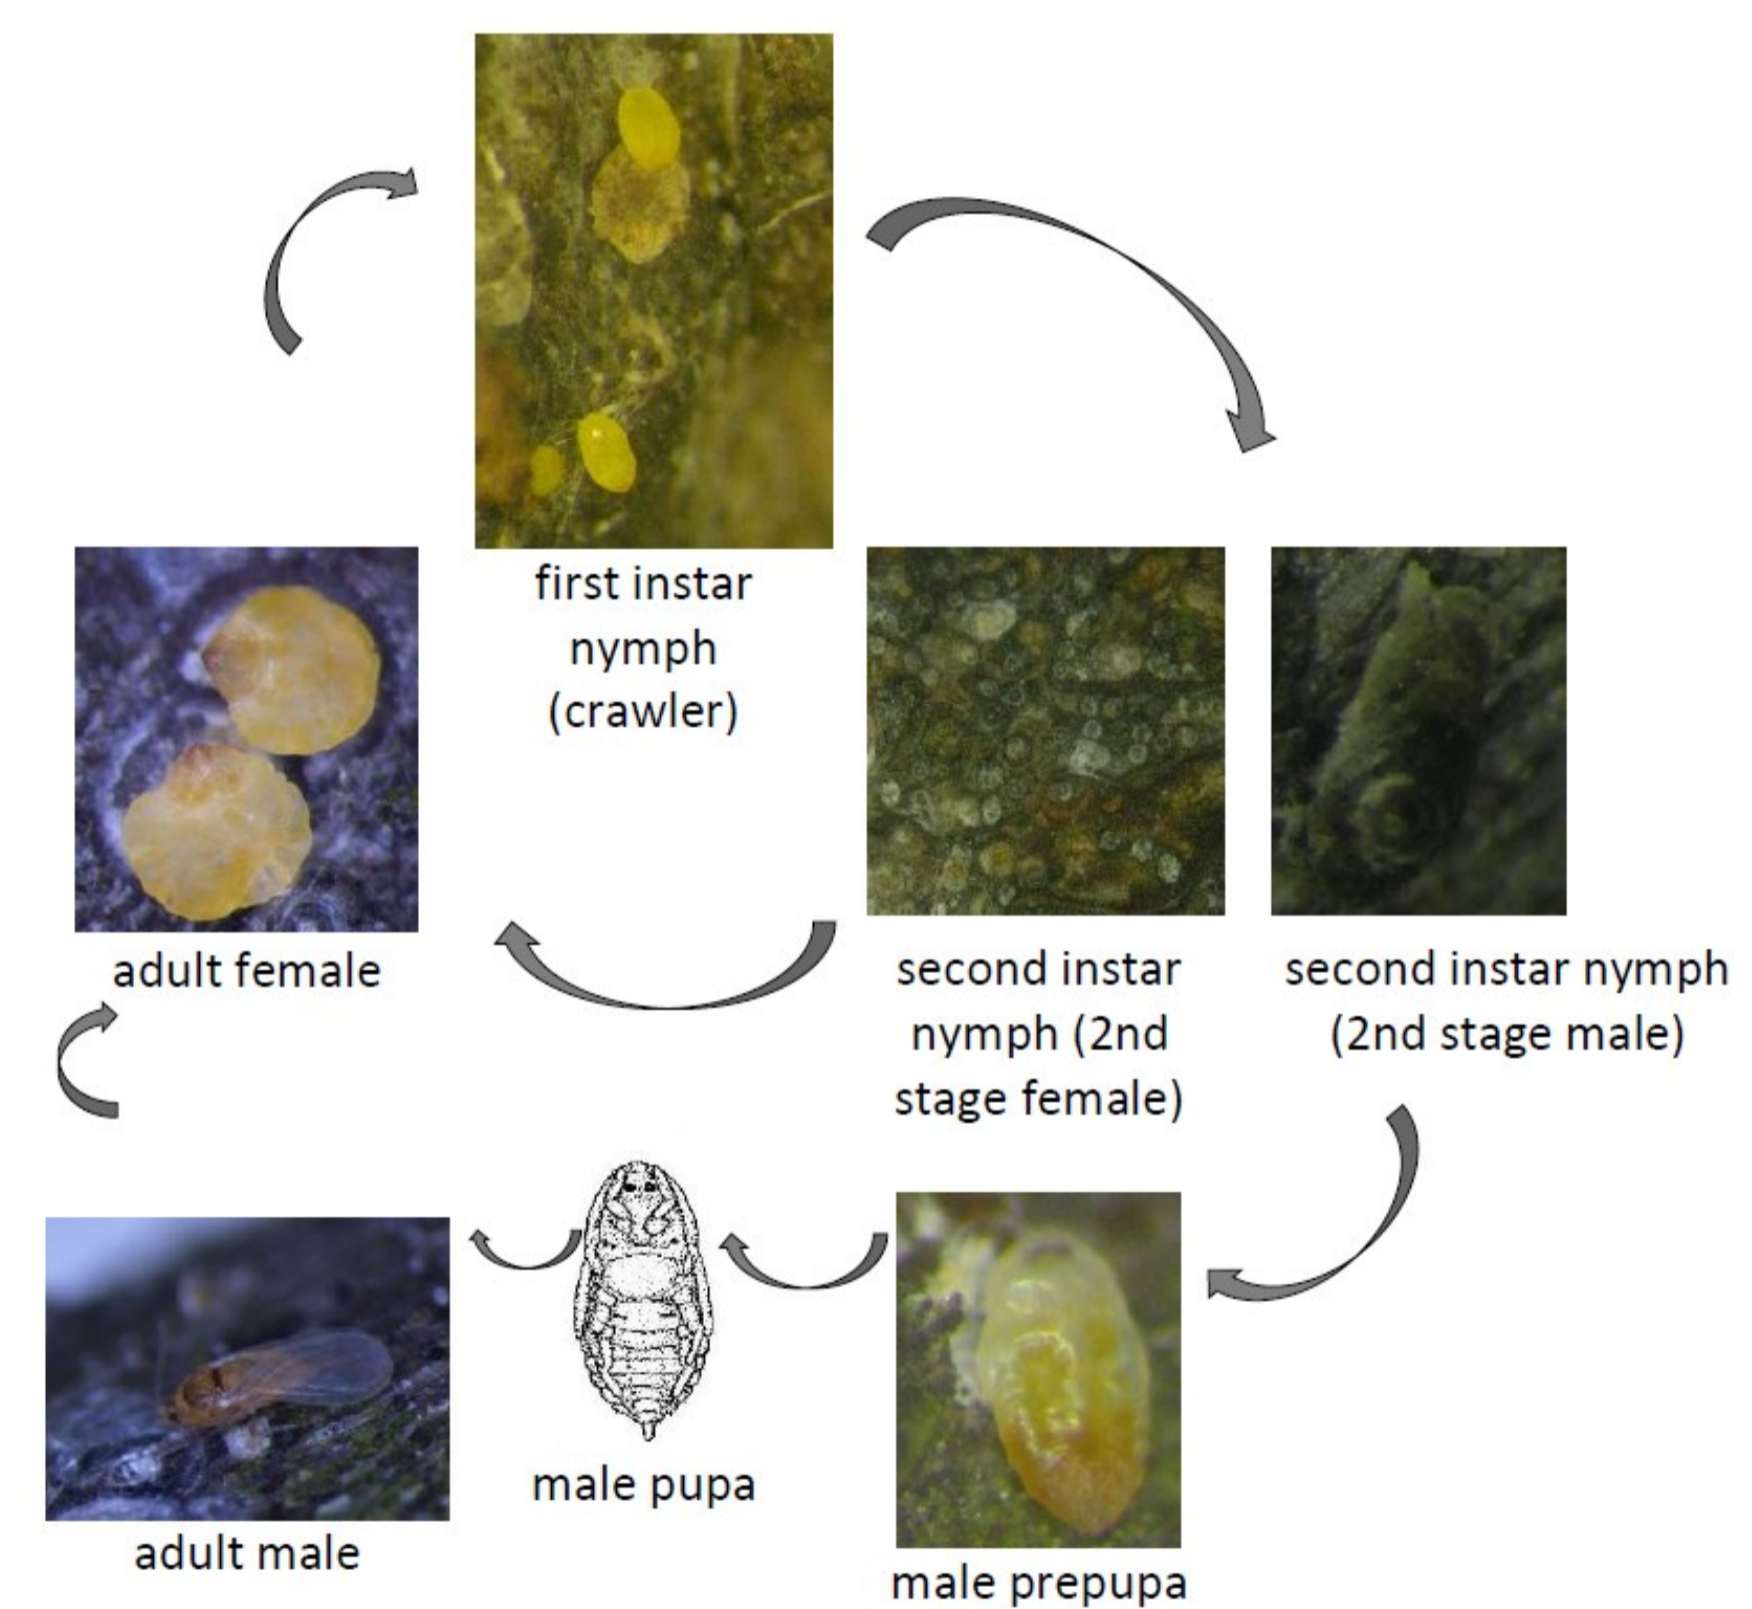 first instar
nymph
(crawler)
adult female
second instar
nymph (2nd
stage female)
second instar nymph
(2nd stage male)
male pupa
adult male
male prepupa